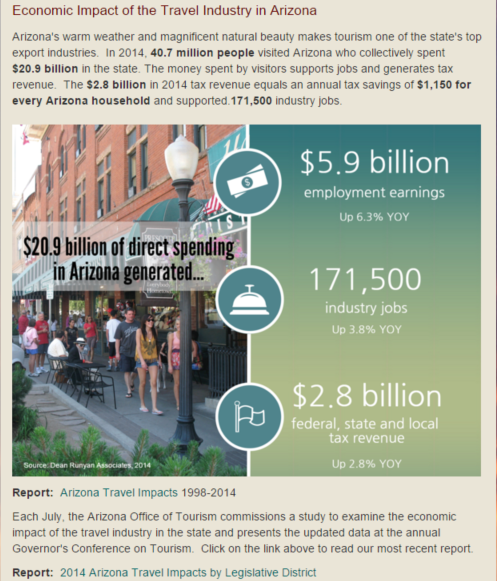 Economic Impact of the Travel Industry in Arizona
Arizona's warm weather and magnificent natural beauty makes tourism one of the state's top
export industries. In 2014, 40.7 million people visited Arizona who collectively spent
$20.9 billion in the state. The money spent by visitors supports jobs and generates tax
revenue. The $2.8 billion in 2014 tax revenue equals an annual tax savings of $1,150 for
every Arizona household and supported 171,500 industry jobs.
$20.9 billion of direct spending
in Arizona generated...
$5.9 billion
employment earnings
Up 6.3% YOY
171,500
industry jobs
Up 3.8% YOY
$2.8 billion
federal, state and local
tax revenue
Up 2.8% YOY
Source: Dean Runyan Associates, 2014
Report: Arizona Travel Impacts 1998-2014
Each July, the Arizona Office of Tourism commissions a study to examine the economic
impact of the travel industry in the state and presents the updated data at the annual
Governor's Conference on Tourism. Click on the link above to read our most recent report.
Report: 2014 Arizona Travel Impacts by Legislative District